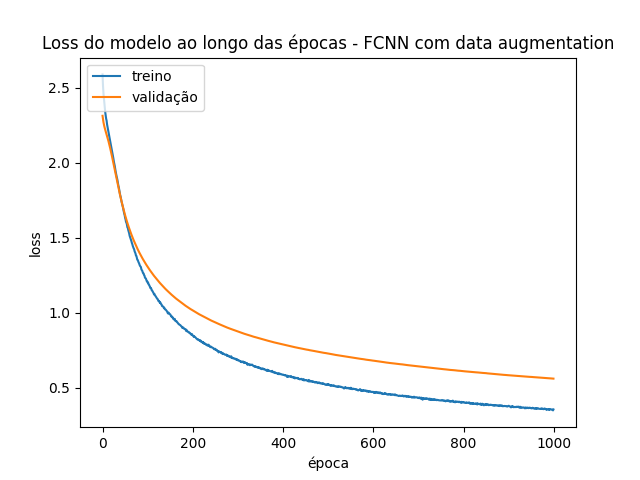 Loss do modelo ao longo das épocas - FCNN com data augmentation
treino
validação
2.5
2.0
1.5
1.0
0.5
loss
0 200 400 600 800 1000
época